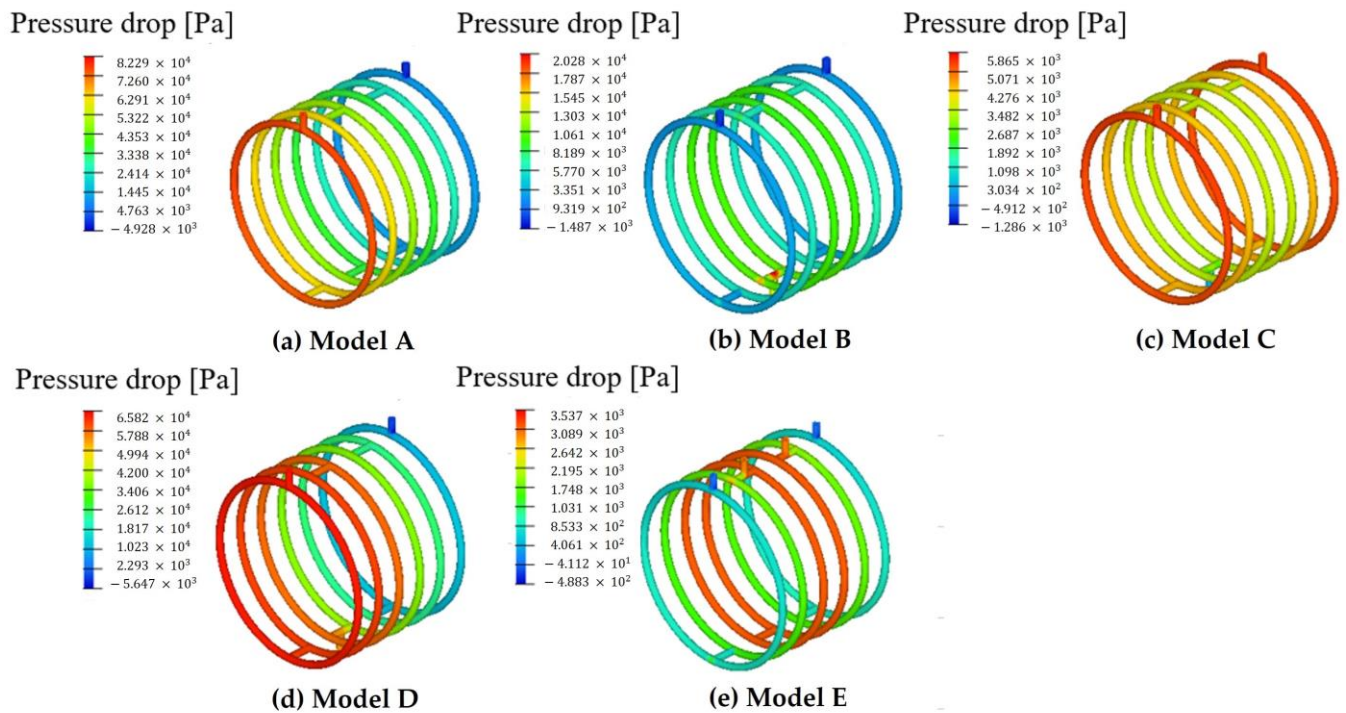 Pressure drop [Pa]
8.229 × 10⁴
7.260 × 10⁴
6.291 × 10⁴
5.322 × 10⁴
4.353 × 10⁴
3.338 × 10⁴
2.414 × 10⁴
1.445 × 10⁴
4.763 × 10³
− 4.928 × 10³
(a) Model A
Pressure drop [Pa]
2.028 × 10⁴
1.787 × 10⁴
1.545 × 10⁴
1.303 × 10⁴
1.061 × 10⁴
8.189 × 10³
5.770 × 10³
3.351 × 10³
9.319 × 10²
− 1.487 × 10³
(b) Model B
Pressure drop [Pa]
5.865 × 10³
5.071 × 10³
4.276 × 10³
3.482 × 10³
2.687 × 10³
1.892 × 10³
1.098 × 10³
3.034 × 10²
− 4.912 × 10²
− 1.286 × 10³
(c) Model C
Pressure drop [Pa]
6.582 × 10⁴
5.788 × 10⁴
4.994 × 10⁴
4.200 × 10⁴
3.406 × 10⁴
2.612 × 10⁴
1.817 × 10⁴
1.023 × 10⁴
2.293 × 10³
− 5.647 × 10³
(d) Model D
Pressure drop [Pa]
3.537 × 10³
3.089 × 10³
2.642 × 10³
2.195 × 10³
1.748 × 10³
1.031 × 10³
8.533 × 10²
4.061 × 10²
− 4.112 × 10¹
− 4.883 × 10²
(e) Model E